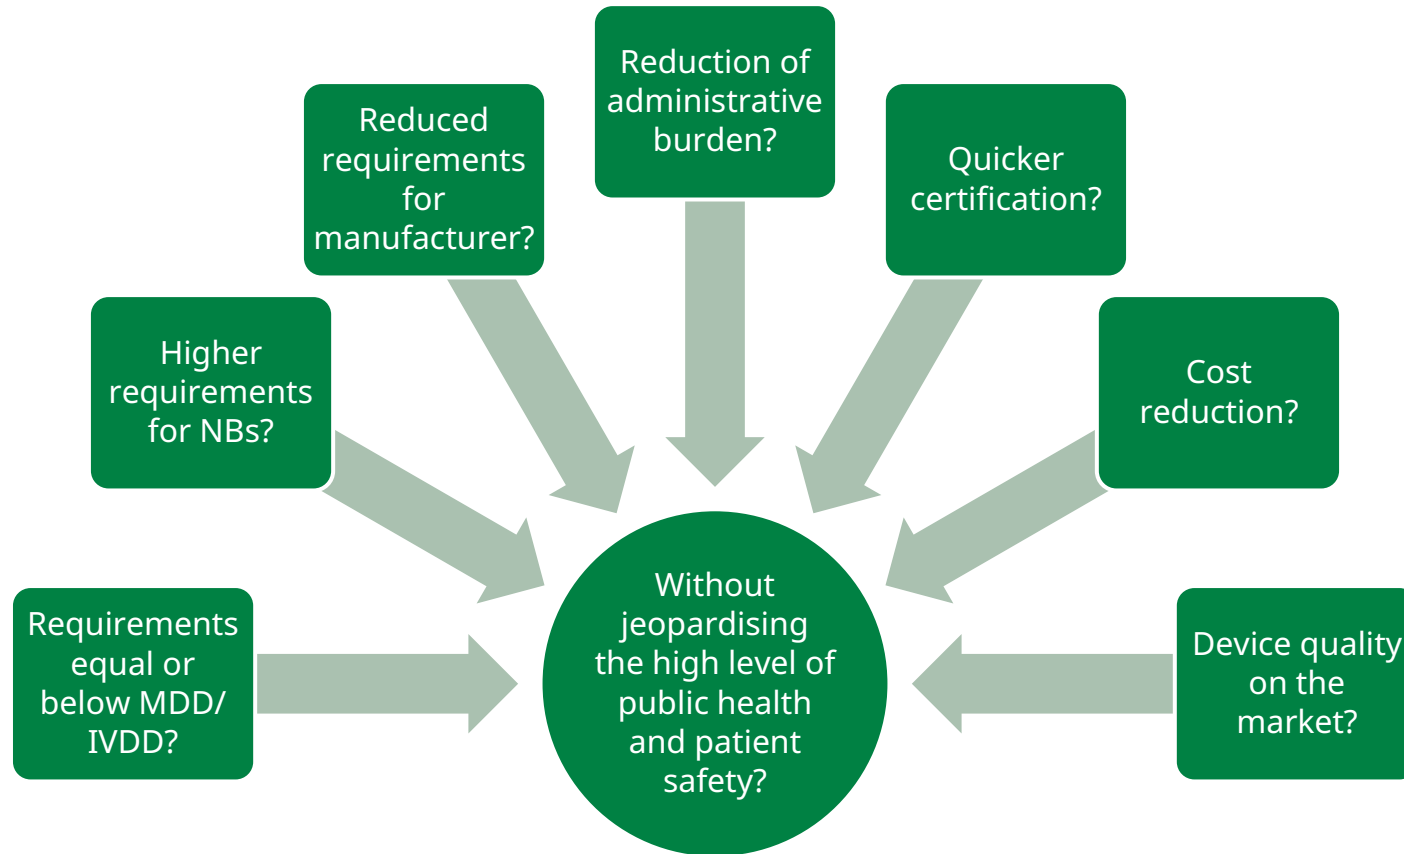 Reduction of
administrative
burden?
Reduced
requirements
for
manufacturer?
Quicker
certification?
Higher
requirements
for NBs?
Cost
reduction?
Requirements
equal or
below MDD/
IVDD?
Without
jeopardising
the high level of
public health
and patient
safety?
Device quality
on the
market?